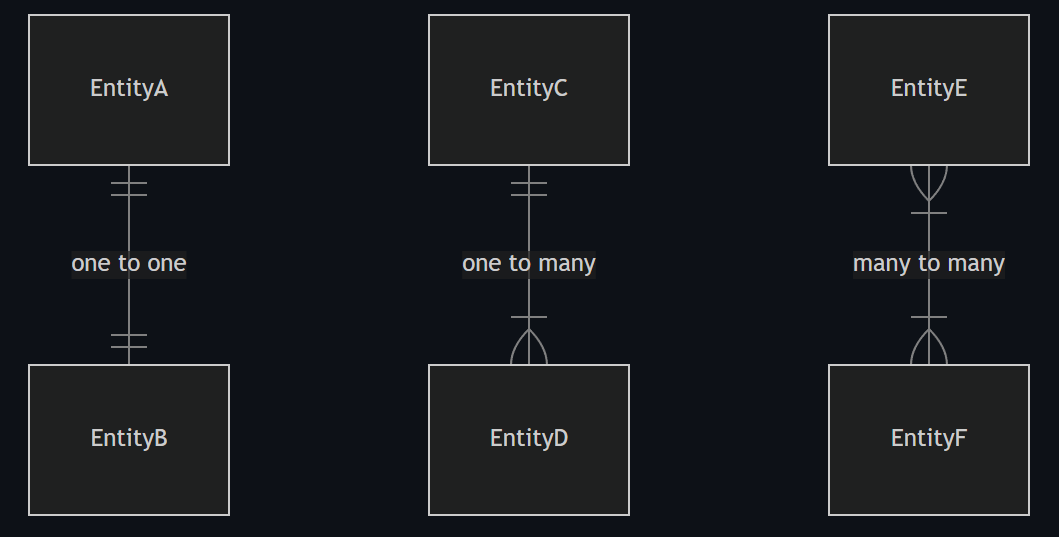 EntityA
EntityC
EntityE
one to one
one to many
many to many
EntityB
EntityD
EntityF